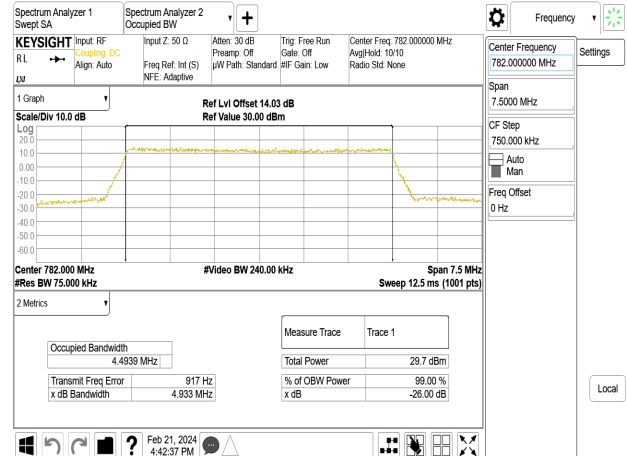 Spectrum Analyzer 1
Swept SA
Spectrum Analyzer 2
Occupied BW
Frequency
KEYSIGHT
RL
LXI
Input: RF
Coupling: DC
Align: Auto
Input Z: 50 Ω
Freq Ref: Int (S)
NFE: Adaptive
Atten: 30 dB
Preamp: Off
µW Path: Standard
Trig: Free Run
Gate: Off
#IF Gain: Low
Center Freq: 782.000000 MHz
Avg|Hold: 10/10
Radio Std: None
Center Frequency
782.000000 MHz
Settings
Span
7.5000 MHz
CF Step
750.000 kHz
Auto
Man
Freq Offset
0 Hz
Local
1 Graph
Scale/Div 10.0 dB
Ref Lvl Offset 14.03 dB
Ref Value 30.00 dBm
Log
20.0
10.0
0.00
-10.0
-20.0
-30.0
-40.0
-50.0
-60.0
Center 782.000 MHz
#Video BW 240.00 kHz
Span 7.5 MHz
#Res BW 75.000 kHz
Sweep 12.5 ms (1001 pts)
2 Metrics
Measure Trace
Trace 1
Occupied Bandwidth
4.4939 MHz
Total Power
29.7 dBm
Transmit Freq Error
917 Hz
% of OBW Power
99.00 %
x dB Bandwidth
4.933 MHz
x dB
-26.00 dB
?
Feb 21, 2024
4:42:37 PM